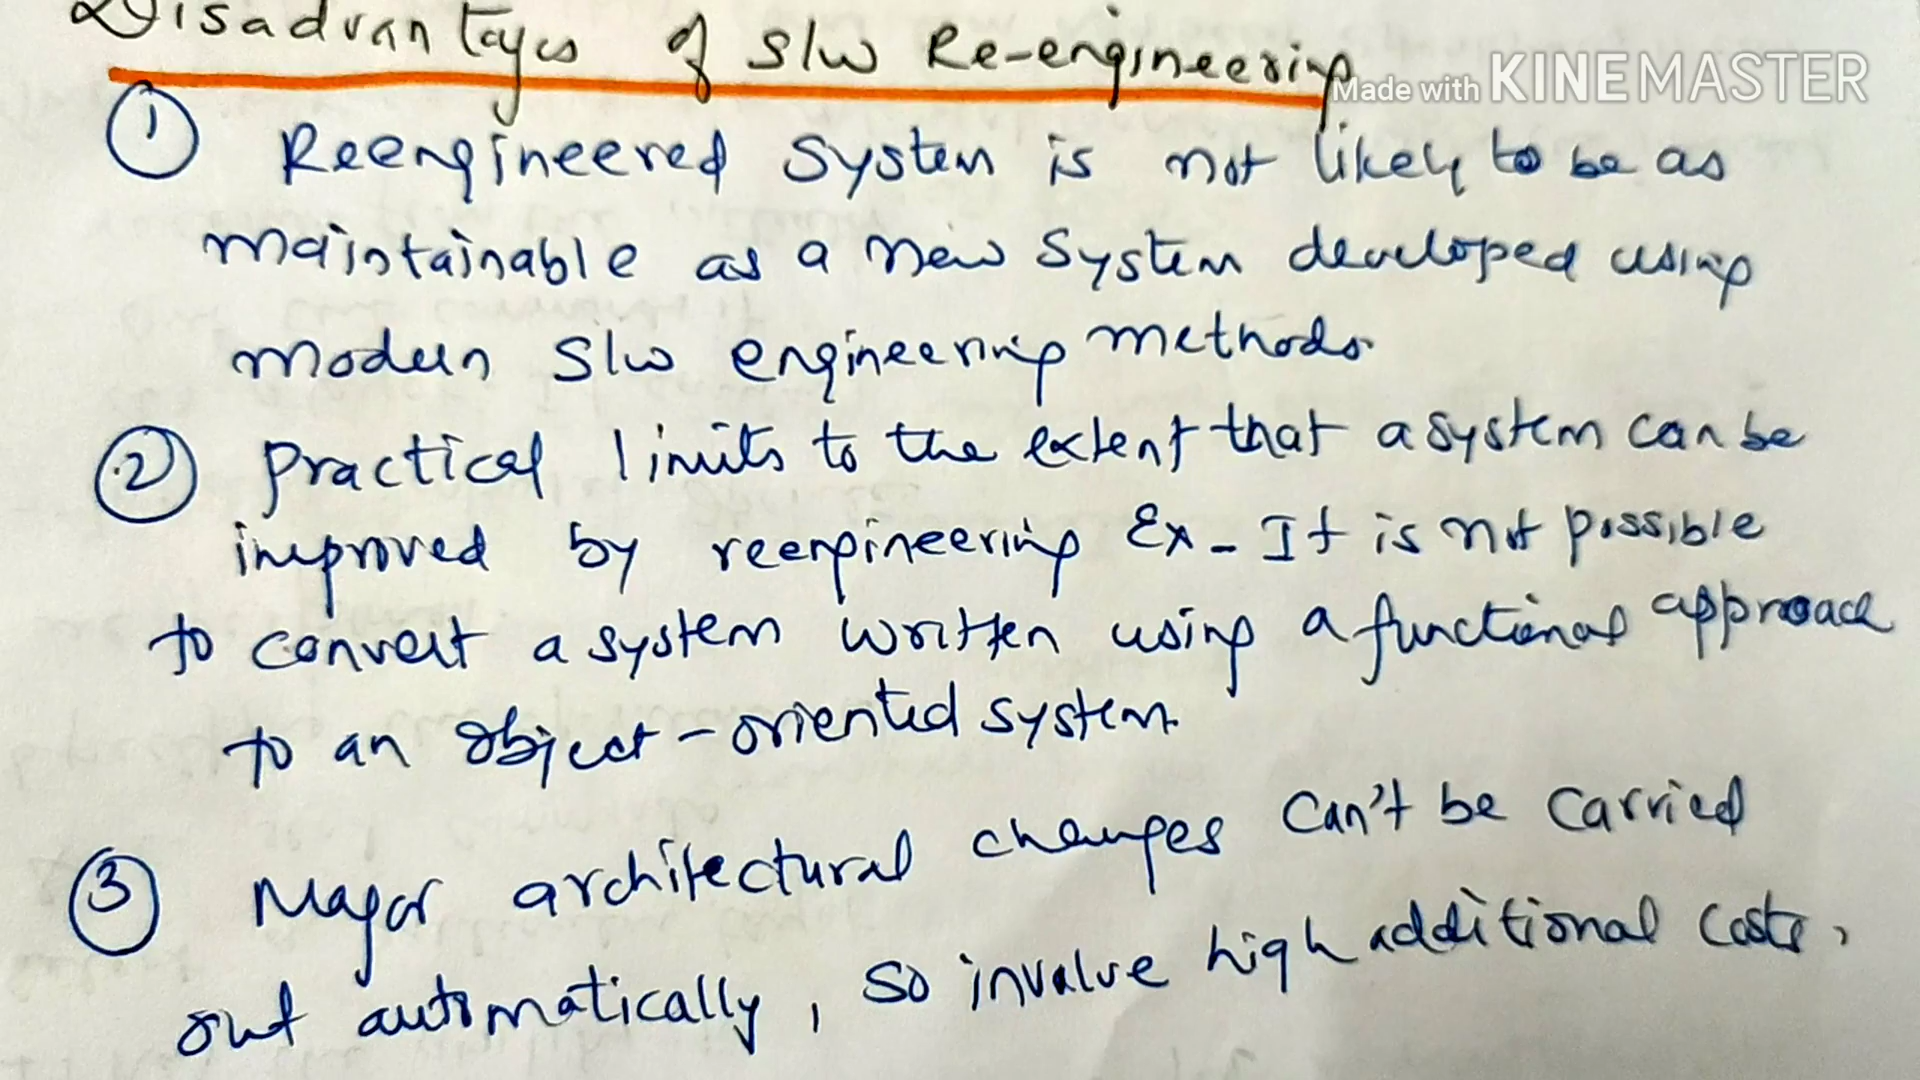 Disadvantages of S/w Re-engineering
Made with KINEMASTER
1 Reengineered System is not likely to be as
maintainable as a new System developed using
modern S/w engineering methods.
2 Practical limits to the extent that a system can be
improved by reengineering Ex - It is not possible
to convert a system written using a functional approach
to an object-oriented system.
3 Major architectural changes can't be carried
out automatically, so involve high additional costs.